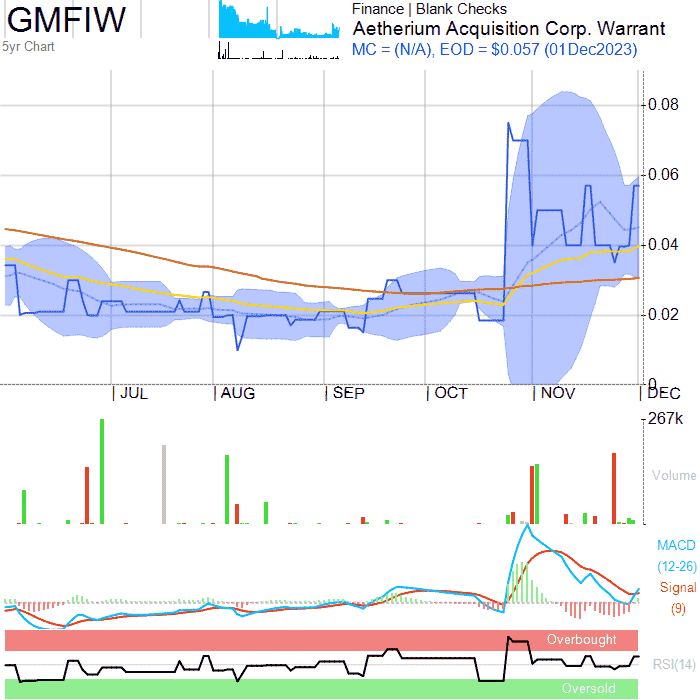 GMFIW
5yr Chart
Finance | Blank Checks
Aetherium Acquisition Corp. Warrant
MC = (N/A), EOD = $0.057 (01Dec2023)
0.08
0.06
0.04
0.02
0
JUL
AUG
SEP
OCT
NOV
DEC
267k
Volume
MACD
(12-26)
Signal
(9)
Overbought
RSI(14)
Oversold